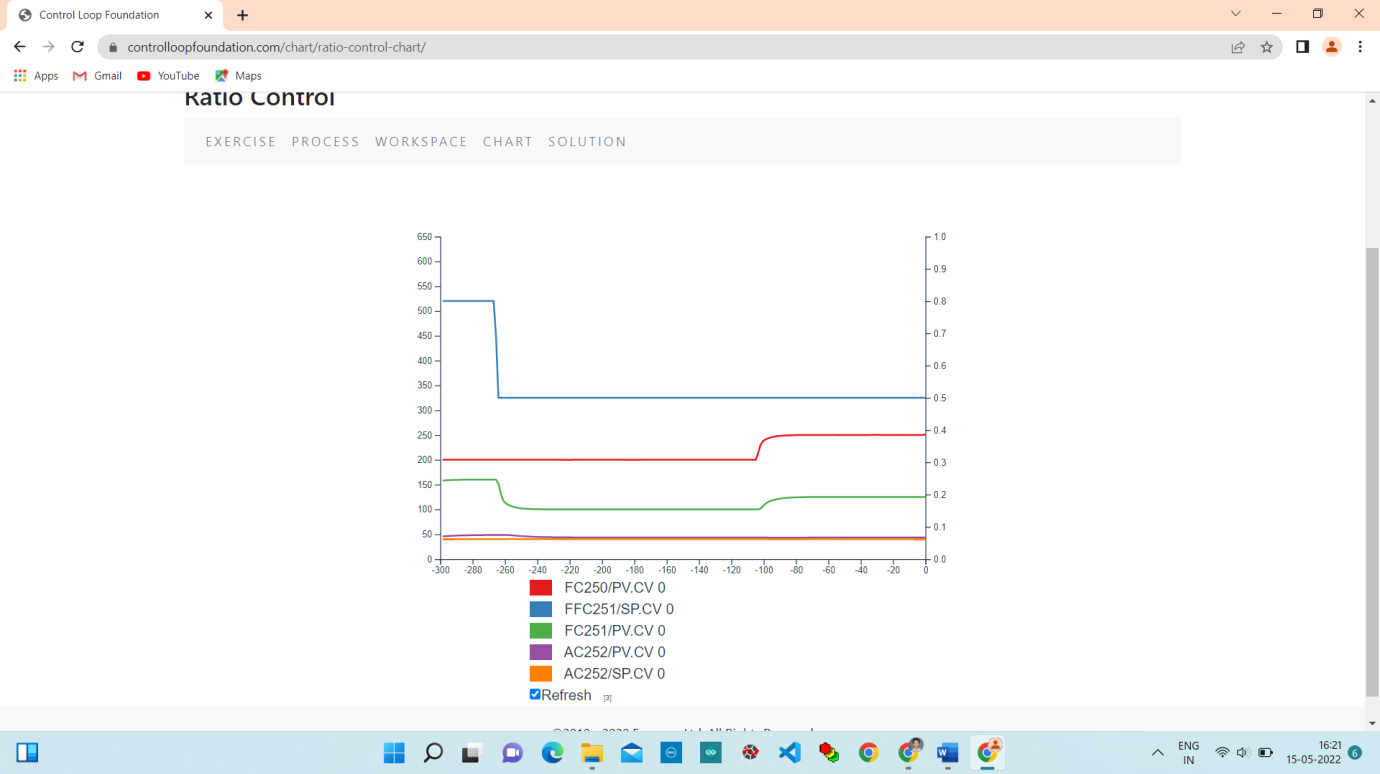 Control Loop Foundation
controlloopfoundation.com/chart/ratio-control-chart/
Apps Gmail YouTube Maps
Ratio Control
EXERCISE PROCESS WORKSPACE CHART SOLUTION
650 1.0
600
550 0.9
500 0.8
450 0.7
400
350 0.6
300 0.5
250 0.4
200 0.3
150 0.2
100
50 0.1
0 0.0
-300 -280 -260 -240 -220 -200 -180 -160 -140 -120 -100 -80 -60 -40 -20 0
FC250/PV.CV 0
FFC251/SP.CV 0
FC251/PV.CV 0
AC252/PV.CV 0
AC252/SP.CV 0
Refresh [3]
ENG
IN
16:21
15-05-2022
6